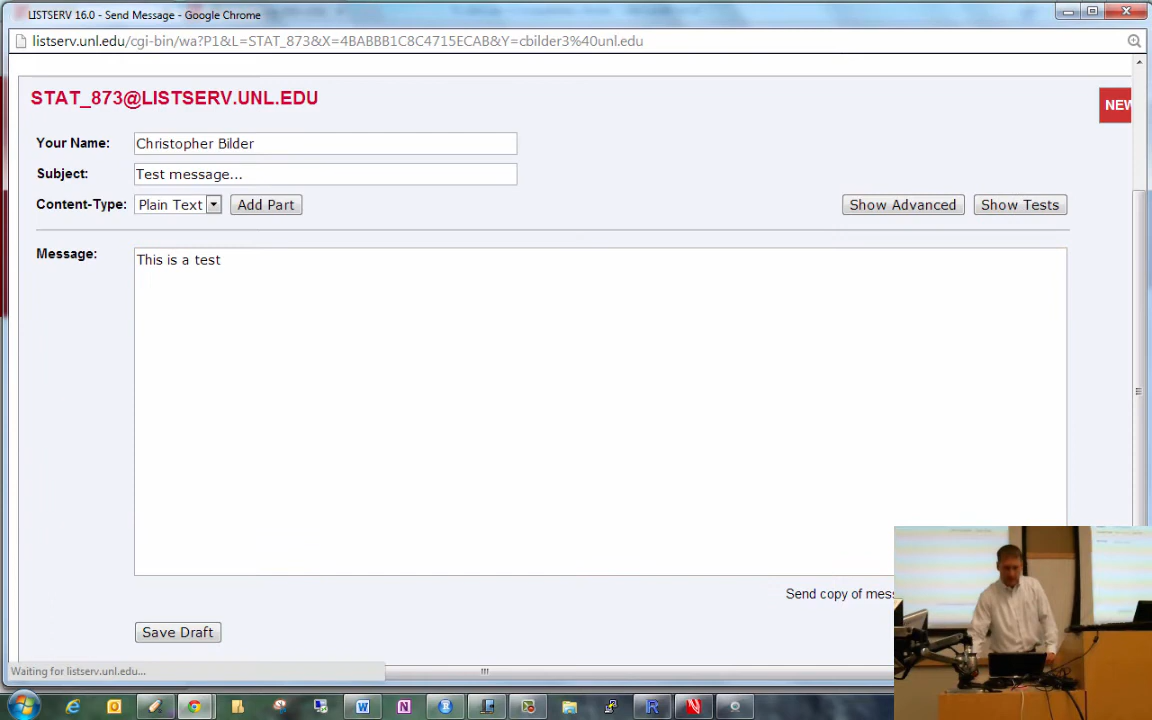 LISTSERV 16.0 - Send Message - Google Chrome
listserv.unl.edu/cgi-bin/wa?P1&L=STAT_873&X=4BABBB1C8C4715ECAB&Y=cbilder3%40unl.edu
STAT_873@LISTSERV.UNL.EDU
NEW
Your Name: Christopher Bilder
Subject: Test message...
Content-Type: Plain Text Add Part Show Advanced Show Tests
Message: This is a test
Send copy of mess
Save Draft
Waiting for listserv.unl.edu...